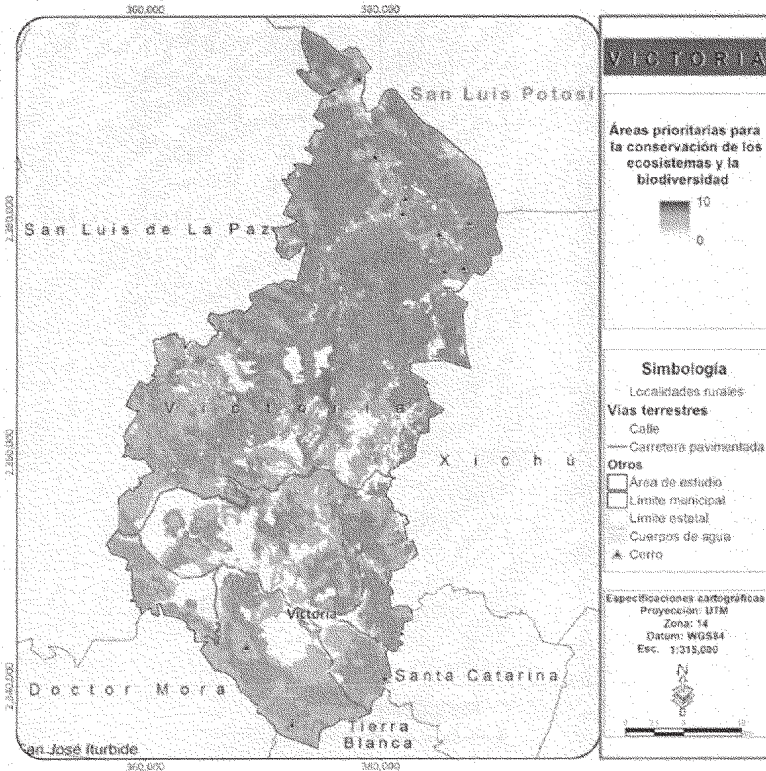 360,000 380,000
San Luis Potosí
San Luis de La Paz
Victoria
Xichú
Victoria
Doctor Mora
Santa Catarina
Tierra
Blanca
San José Iturbide
2,380,000
2,360,000
2,340,000
360,000 380,000
VICTORIA
Áreas prioritarias para
la conservación de los
ecosistemas y la
biodiversidad
10
0
Simbología
Localidades rurales
Vías terrestres
Calle
Carretera pavimentada
Otros
Área de estudio
Límite municipal
Límite estatal
Cuerpos de agua
Cerro
Especificaciones cartográficas
Proyección: UTM
Zona: 14
Datum: WGS84
Esc. 1:315,000
N